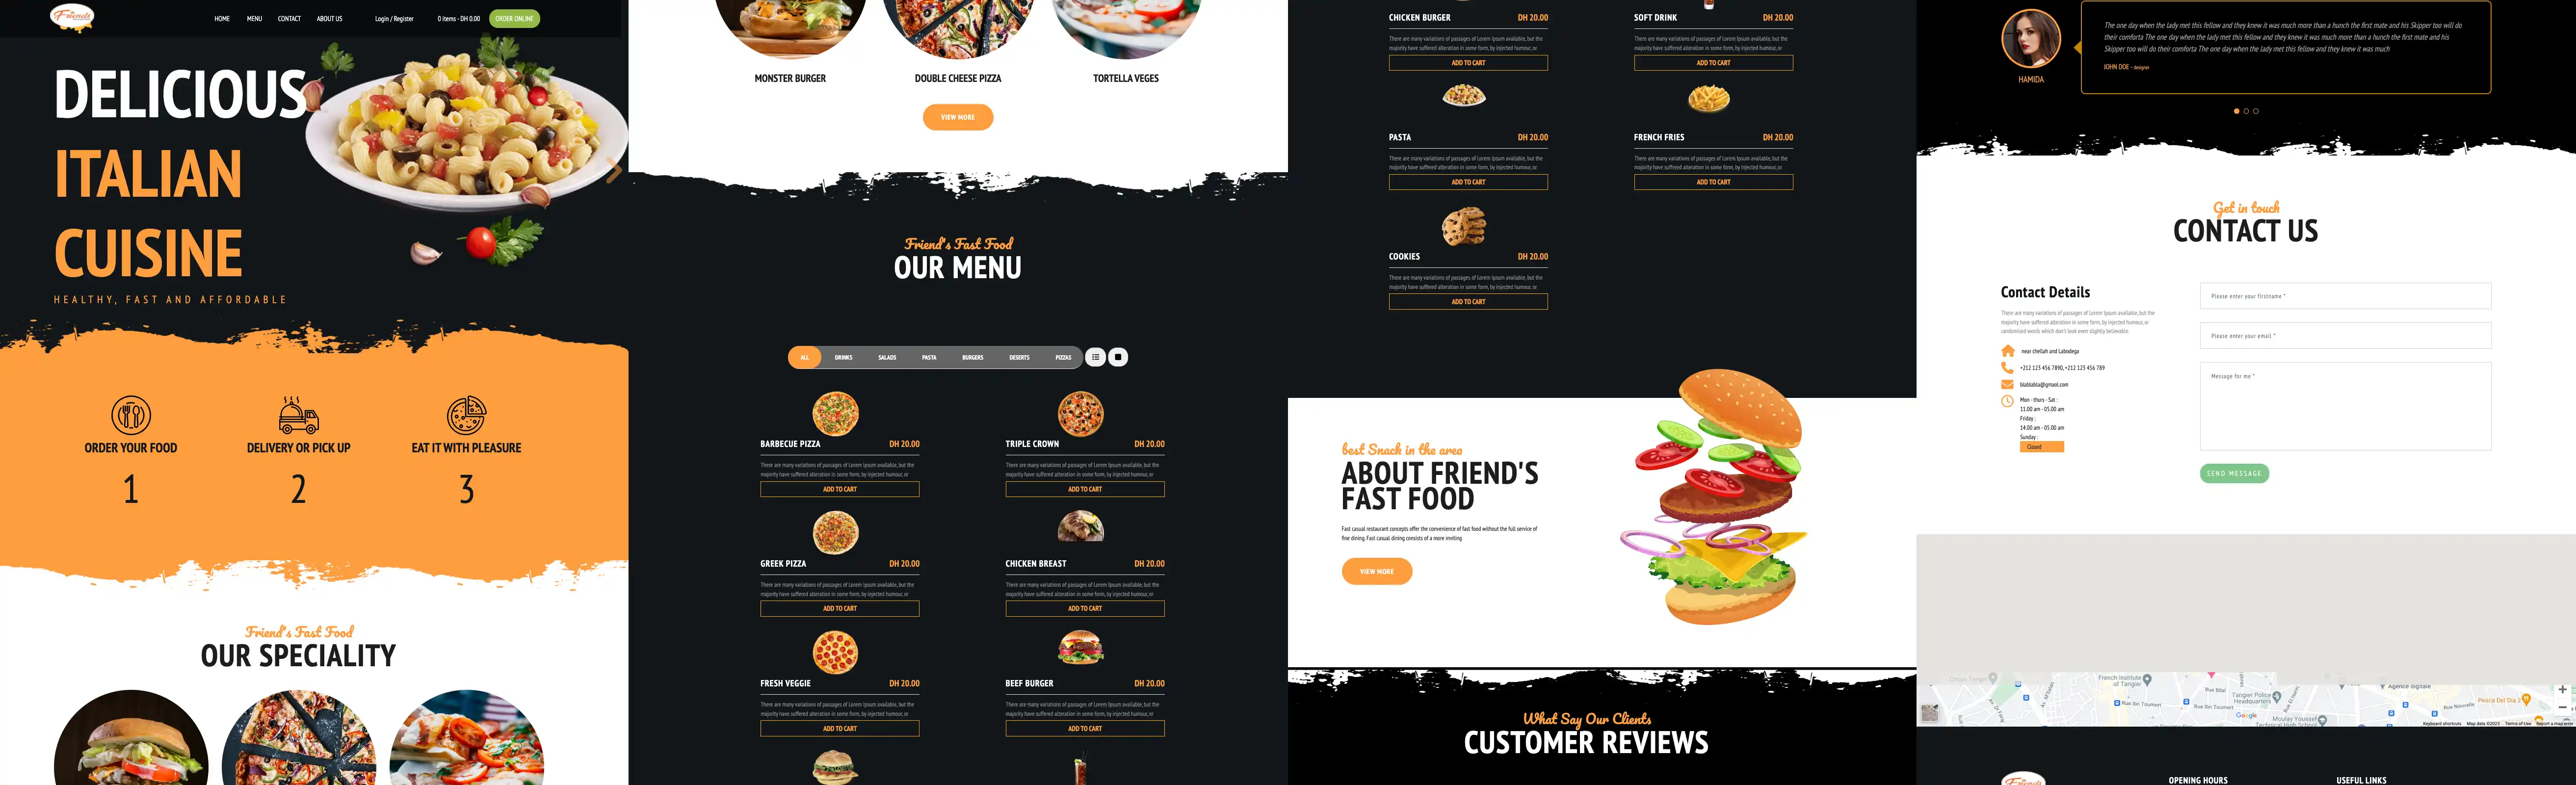 Friends
HOME
MENU
CONTACT
ABOUT US
Login / Register
0 items - DH 0.00
ORDER ONLINE
DELICIOUS
ITALIAN
CUISINE
HEALTHY, FAST AND AFFORDABLE
ORDER YOUR FOOD
DELIVERY OR PICK UP
EAT IT WITH PLEASURE
1
2
3
Friend's Fast Food
OUR SPECIALITY
MONSTER BURGER
DOUBLE CHEESE PIZZA
TORTELLA VEGES
VIEW MORE
Friend's Fast Food
OUR MENU
ALL
DRINKS
SALADS
PASTA
BURGERS
DESERTS
PIZZAS
BARBECUE PIZZA DH 20.00
There are many variations of passages of Lorem Ipsum available, but the
majority have suffered alteration in some form, by injected humour, or
ADD TO CART
TRIPLE CROWN DH 20.00
There are many variations of passages of Lorem Ipsum available, but the
majority have suffered alteration in some form, by injected humour, or
ADD TO CART
GREEK PIZZA DH 20.00
There are many variations of passages of Lorem Ipsum available, but the
majority have suffered alteration in some form, by injected humour, or
ADD TO CART
CHICKEN BREAST DH 20.00
There are many variations of passages of Lorem Ipsum available, but the
majority have suffered alteration in some form, by injected humour, or
ADD TO CART
FRESH VEGGIE DH 20.00
There are many variations of passages of Lorem Ipsum available, but the
majority have suffered alteration in some form, by injected humour, or
ADD TO CART
BEEF BURGER DH 20.00
There are many variations of passages of Lorem Ipsum available, but the
majority have suffered alteration in some form, by injected humour, or
ADD TO CART
CHICKEN BURGER DH 20.00
There are many variations of passages of Lorem Ipsum available, but the
majority have suffered alteration in some form, by injected humour, or
ADD TO CART
SOFT DRINK DH 20.00
There are many variations of passages of Lorem Ipsum available, but the
majority have suffered alteration in some form, by injected humour, or
ADD TO CART
PASTA DH 20.00
There are many variations of passages of Lorem Ipsum available, but the
majority have suffered alteration in some form, by injected humour, or
ADD TO CART
FRENCH FRIES DH 20.00
There are many variations of passages of Lorem Ipsum available, but the
majority have suffered alteration in some form, by injected humour, or
ADD TO CART
COOKIES DH 20.00
There are many variations of passages of Lorem Ipsum available, but the
majority have suffered alteration in some form, by injected humour, or
ADD TO CART
best Snack in the area
ABOUT FRIEND'S
FAST FOOD
Fast casual restaurant concepts offer the convenience of fast food without the full service of
fine dining. Fast casual dining consists of a more inviting
VIEW MORE
What Say Our Clients
CUSTOMER REVIEWS
HAMIDA
The one day when the lady met this fellow and they knew it was much more than a hunch the first mate and his Skipper too will do
their comforta The one day when the lady met this fellow and they knew it was much more than a hunch the first mate and his
Skipper too will do their comforta The one day when the lady met this fellow and they knew it was much
JOHN DOE - designer
Get in touch
CONTACT US
Contact Details
There are many variations of passages of Lorem Ipsum available, but the
majority have suffered alteration in some form, by injected humour, or
randomised words which don't look even slightly believable.
near chellah and Labodega
+212 123 456 7890, +212 123 456 789
blablabla@gmaol.com
Mon - thurs - Sat :
11.00 am - 05.00 am
Friday :
14.00 am - 05.00 am
Sunday :
Closed
Please enter your firstname *
Please enter your email *
Message for me *
SEND MESSAGE
French Institute
of Tangier
Rue Ibn Toumert
Rue Ibn Toumert
Rue Bilal
Tangier Police
Headquarters
Moulay Youssef
Technical High School
Agence digitale
Pesca Del Dia
Google
Keyboard shortcuts
Map data ©2023
Terms of Use
Report a map error
Friends
OPENING HOURS
USEFUL LINKS